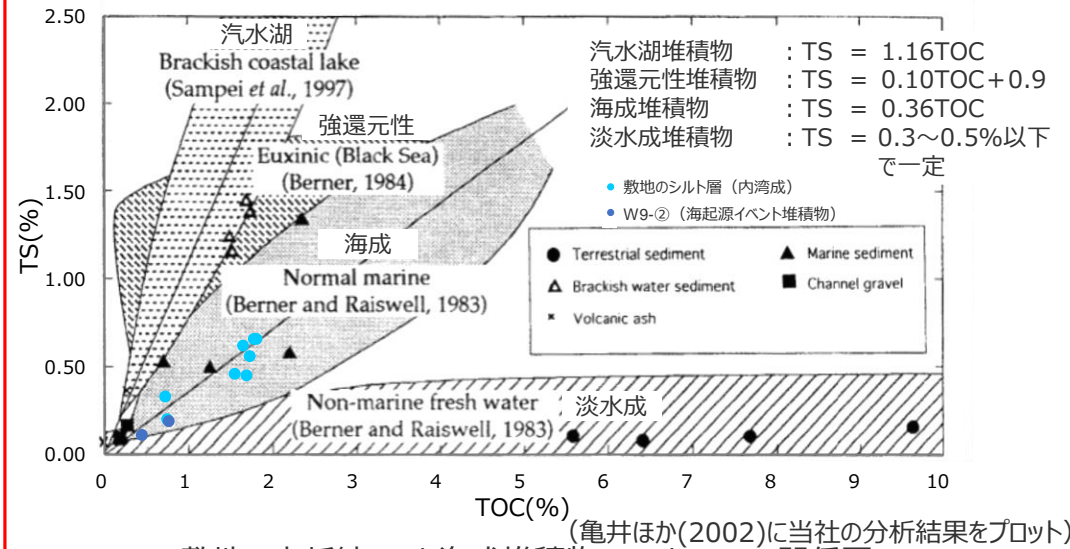 2.50
2.00
1.50
1.00
0.50
0.00
TS(%)
汽水湖
Brackish coastal lake
(Sampei et al., 1997)
強還元性
Euxinic (Black Sea)
(Berner, 1984)
海成
Normal marine
(Berner and Raiswell, 1983)
Non-marine fresh water 淡水成
(Berner and Raiswell, 1983)
汽水湖堆積物 : TS = 1.16TOC
強還元性堆積物 : TS = 0.10TOC+0.9
海成堆積物 : TS = 0.36TOC
淡水成堆積物 : TS = 0.3~0.5%以下
で一定
敷地のシルト層(内湾成)
W9-②(海起源イベント堆積物)
Terrestrial sediment
Marine sediment
Brackish water sediment
Channel gravel
Volcanic ash
0 1 2 3 4 5 6 7 8 9 10
TOC(%)
(亀井ほか(2002)に当社の分析結果をプロット)